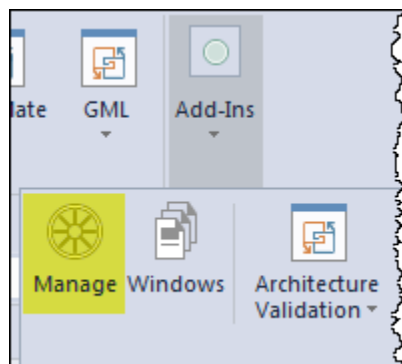 late GML Add-Ins
Manage Windows Architecture
Validation